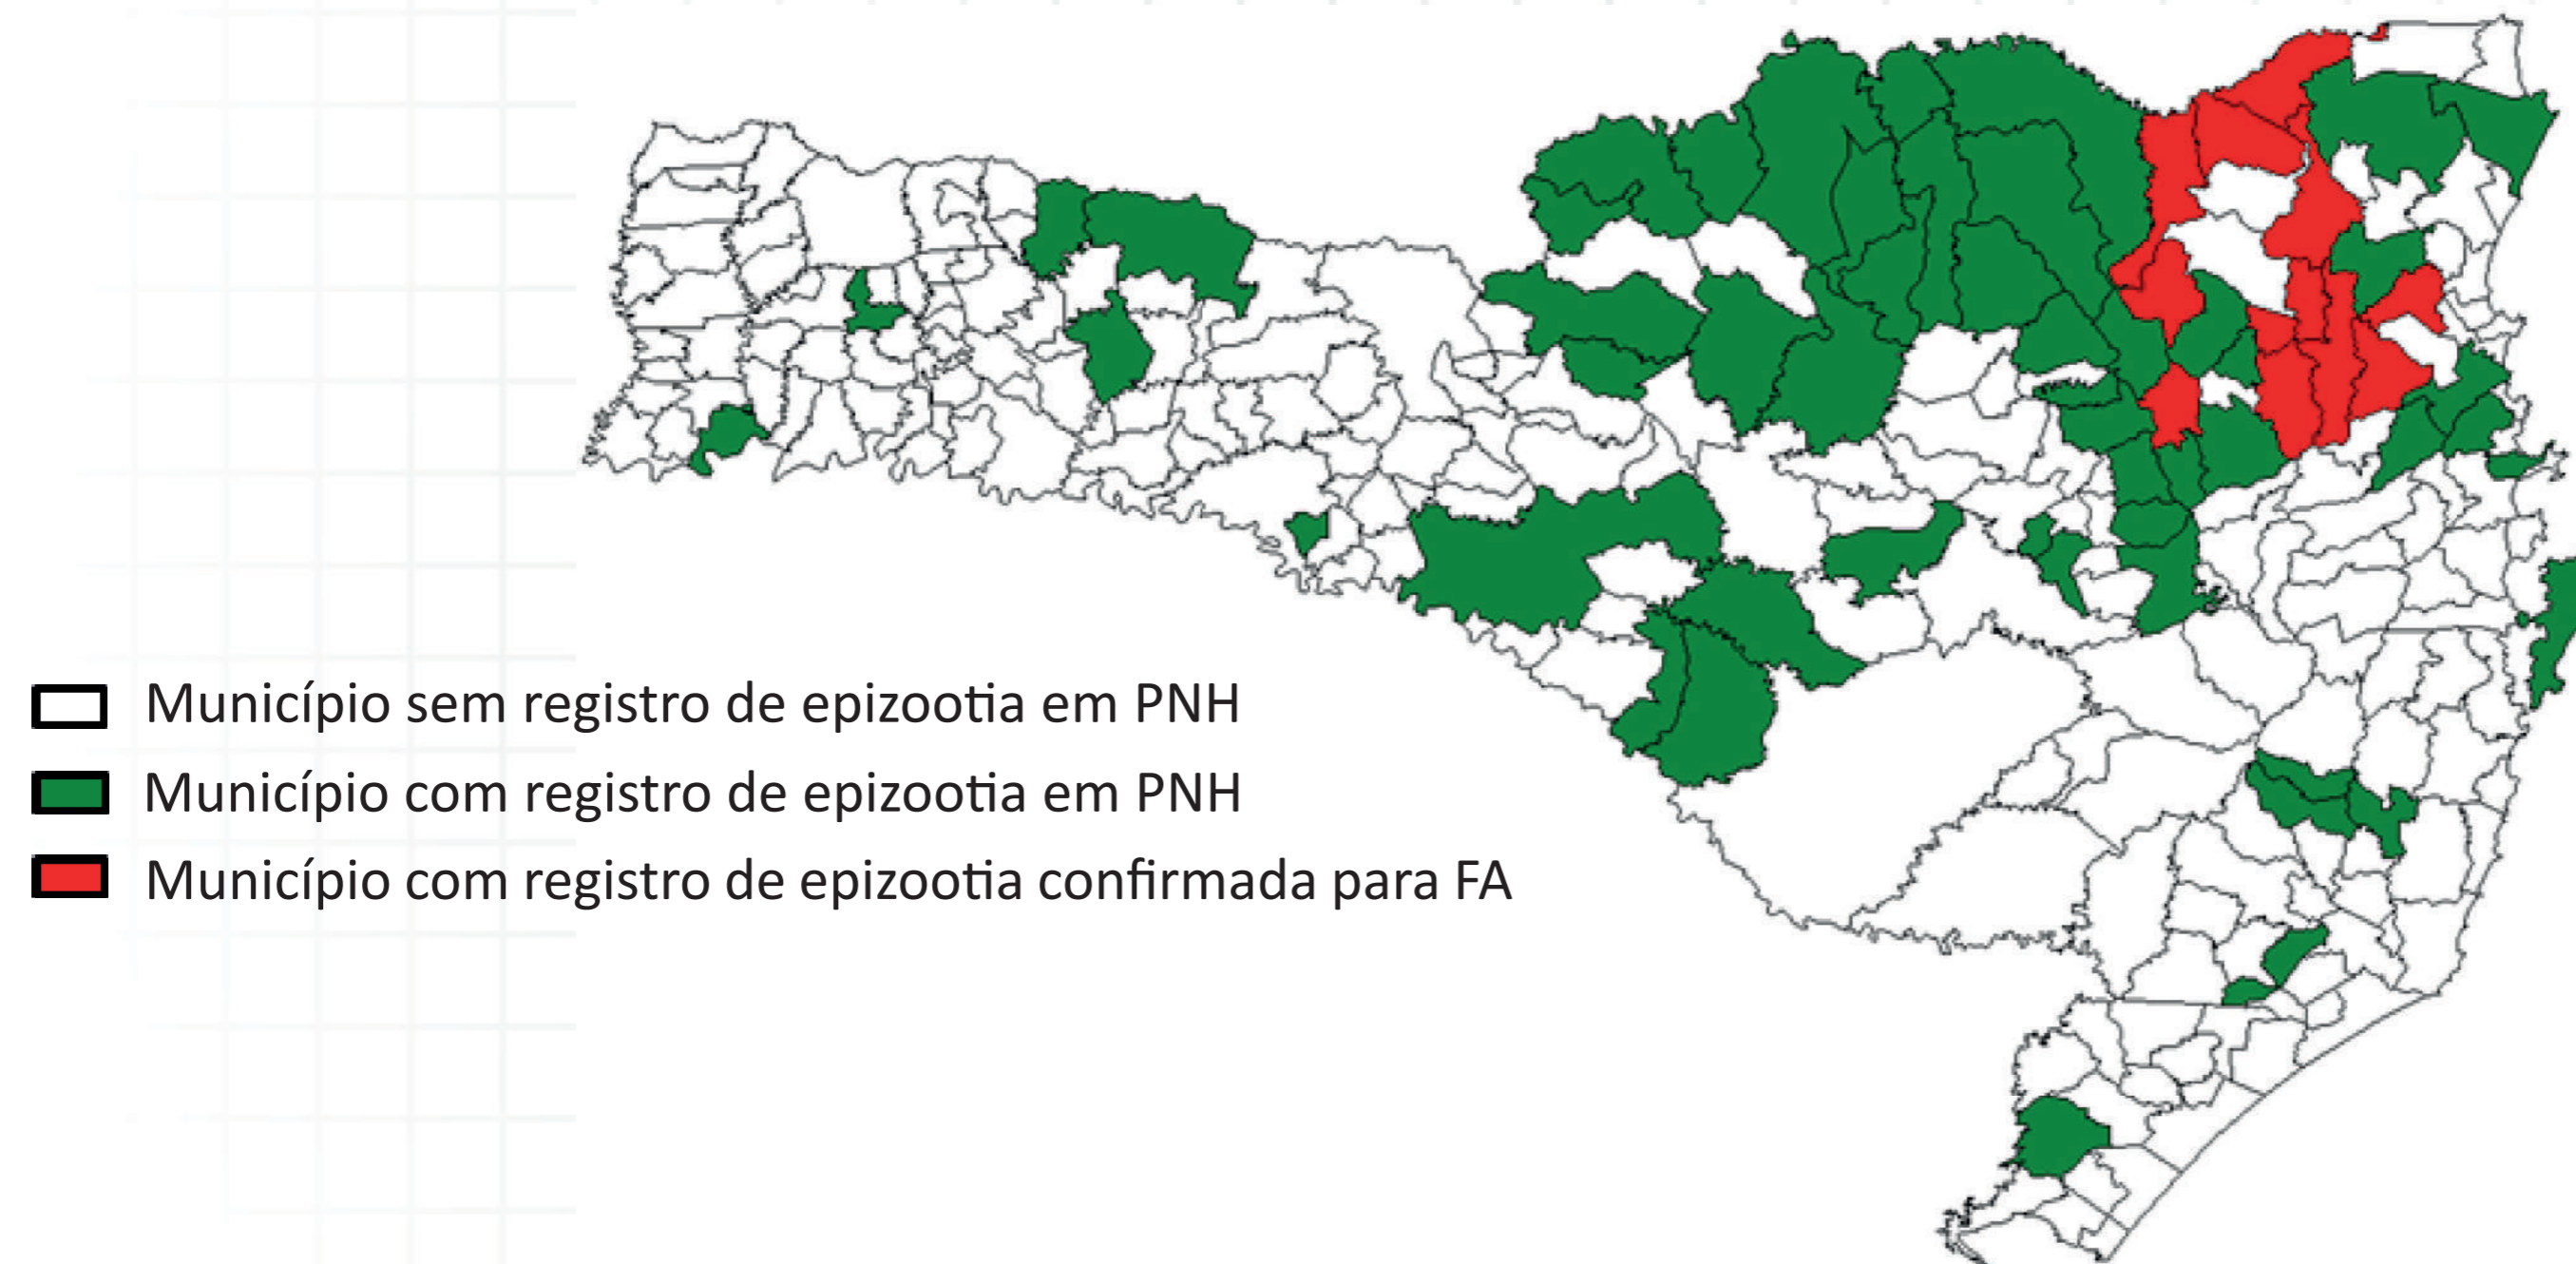 Município sem registro de epizootia em PNH
Município com registro de epizootia em PNH
Município com registro de epizootia confirmada para FA